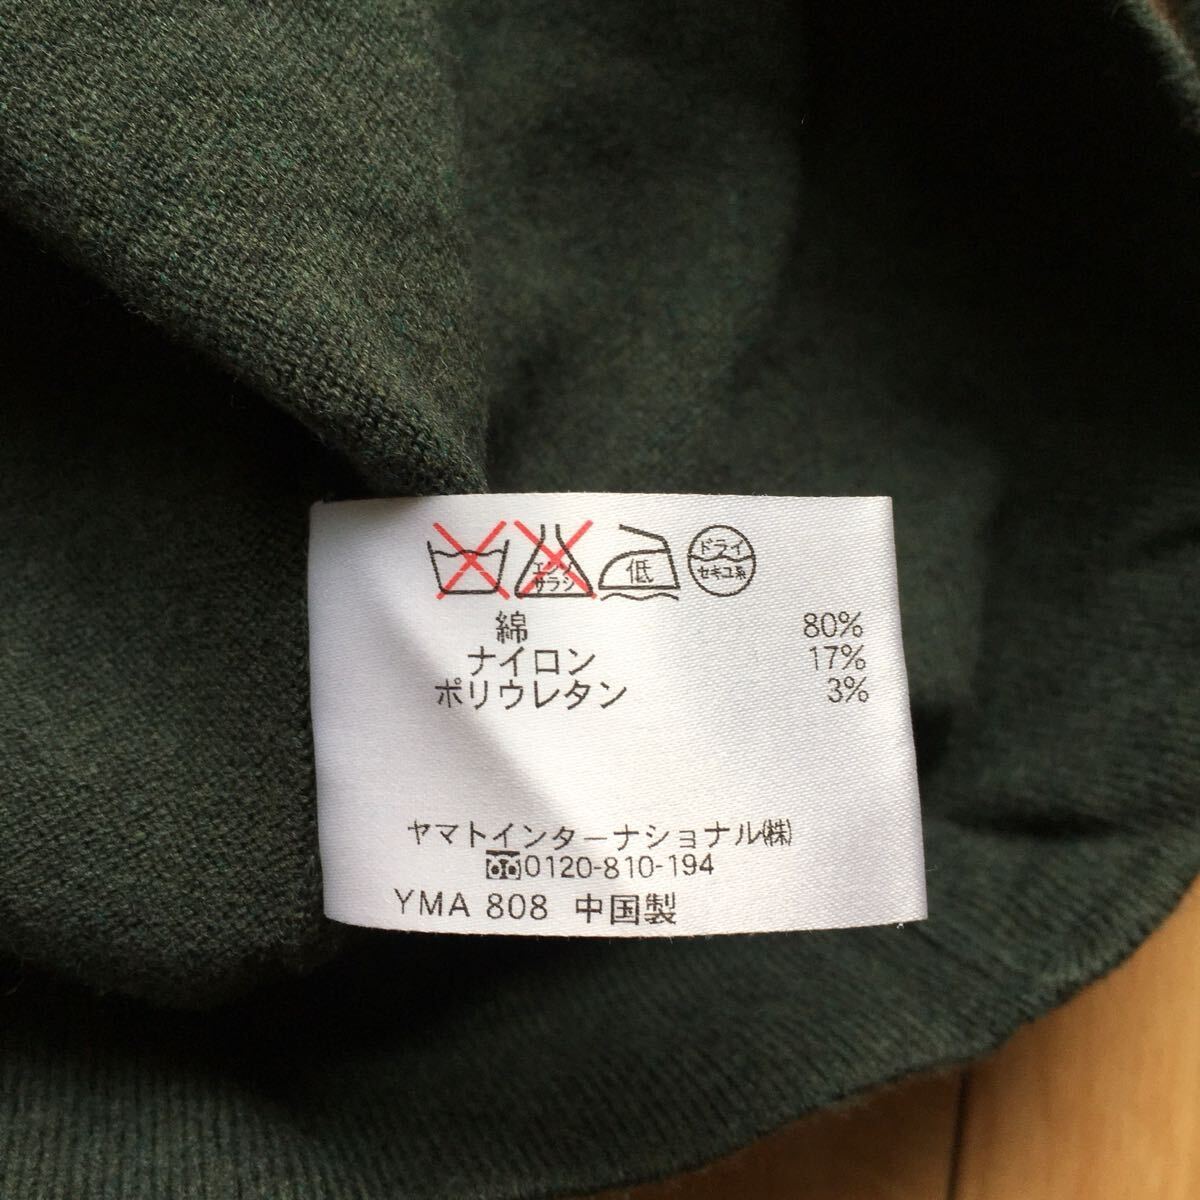 エンソ
サラシ
低
ドライ
セキユ系
綿 80%
ナイロン 17%
ポリウレタン 3%
ヤマトインターナショナル㈱
0120-810-194
YMA 808 中国製